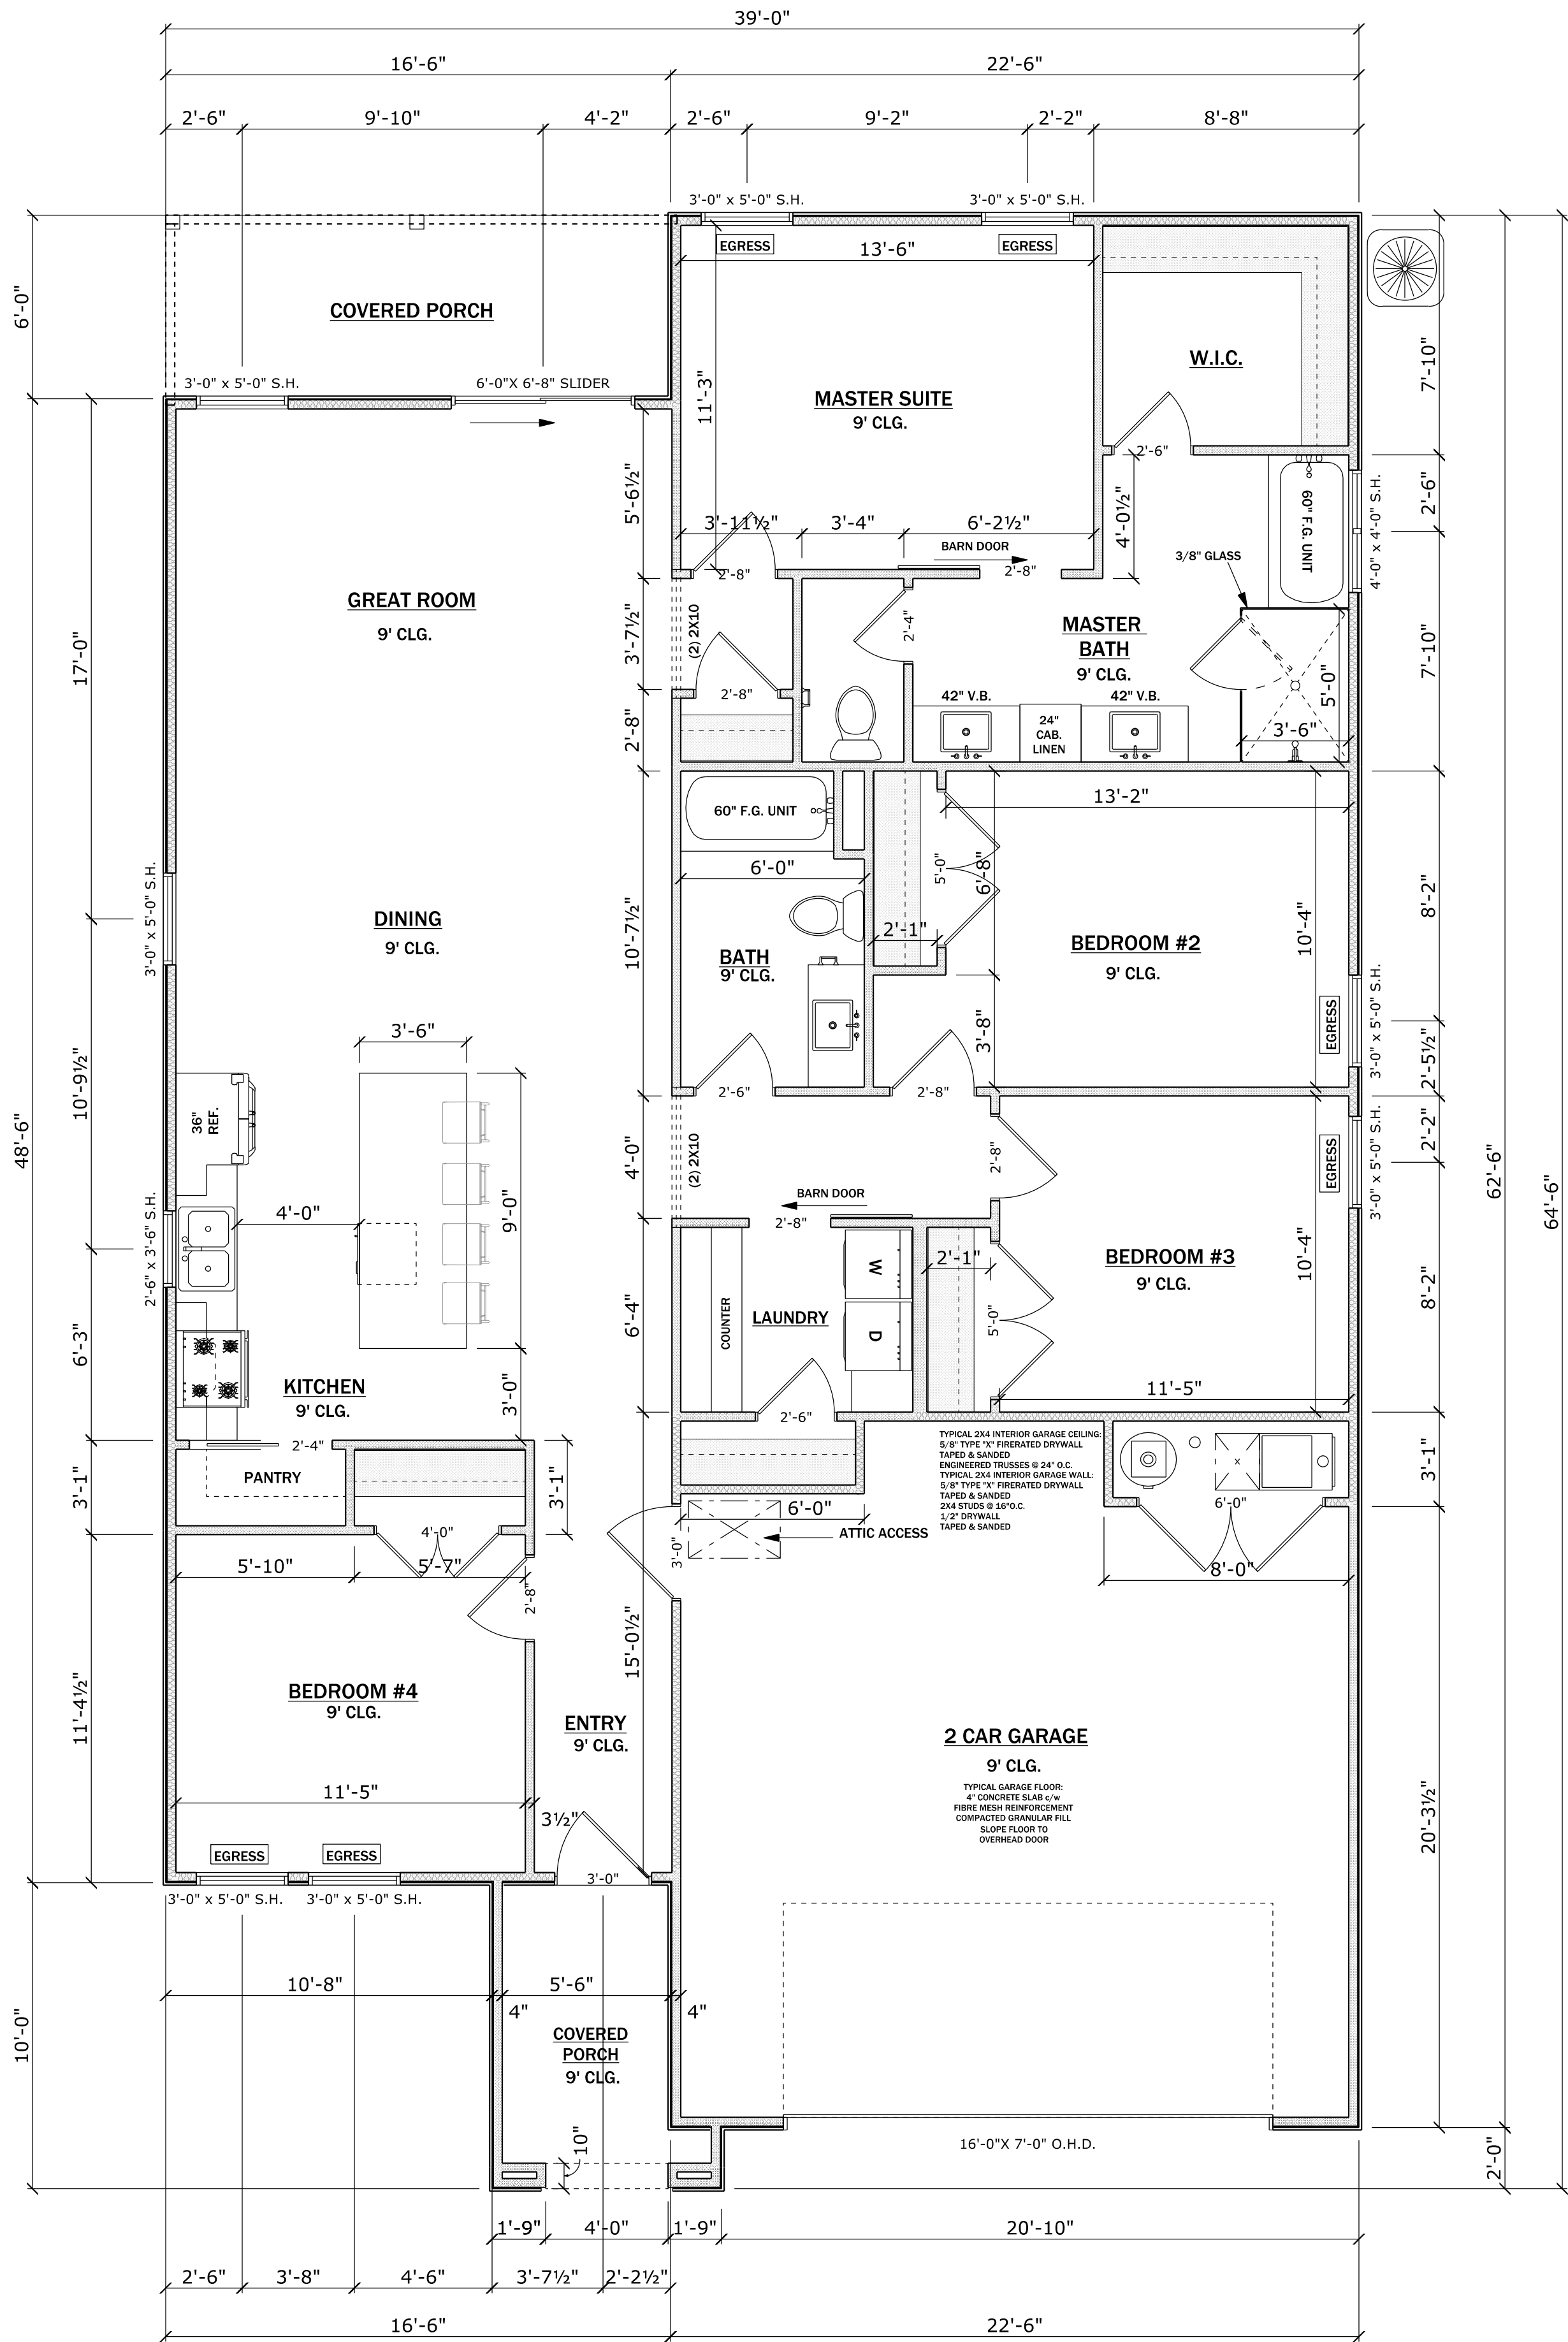 39'-0"
16'-6"
22'-6"
2'-6"
9'-10"
4'-2"
2'-6"
9'-2"
2'-2"
8'-8"
3'-0" x 5'-0" S.H.
3'-0" x 5'-0" S.H.
EGRESS
EGRESS
13'-6"
6'-0"
COVERED PORCH
7'-10"
W.I.C.
3'-0" x 5'-0" S.H.
6'-0"X 6'-8" SLIDER
11'-3"
MASTER SUITE
9' CLG.
2'-6"
5'-6½"
4'-0½"
60" F.G. UNIT
4'-0" x 4'-0" S.H.
2'-6"
3'-11½"
3'-4"
6'-2½"
BARN DOOR
2'-8"
2'-8"
3/8" GLASS
GREAT ROOM
9' CLG.
17'-0"
3'-7½"
(2) 2X10
2'-4"
MASTER
BATH
9' CLG.
7'-10"
5'-0"
2'-8"
42" V.B.
42" V.B.
24"
CAB.
LINEN
3'-6"
2'-8"
60" F.G. UNIT
13'-2"
6'-0"
5'-0"
6'-8"
3'-0" x 5'-0" S.H.
DINING
9' CLG.
10'-7½"
2'-1"
10'-4"
8'-2"
BEDROOM #2
9' CLG.
BATH
9' CLG.
EGRESS
3'-0" x 5'-0" S.H.
3'-6"
3'-8"
2'-5½"
10'-9½"
48'-6"
36"
REF.
2'-6"
2'-8"
4'-0"
(2) 2X10
2'-8"
EGRESS
3'-0" x 5'-0" S.H.
2'-2"
62'-6"
64'-6"
BARN DOOR
2'-8"
2'-6" x 3'-6" S.H.
4'-0"
9'-0"
2'-1"
10'-4"
BEDROOM #3
9' CLG.
W
D
COUNTER
LAUNDRY
6'-4"
5'-0"
8'-2"
6'-3"
KITCHEN
9' CLG.
3'-0"
11'-5"
2'-6"
2'-4"
PANTRY
3'-1"
3'-1"
TYPICAL 2X4 INTERIOR GARAGE CEILING:
5/8" TYPE "X" FIRERATED DRYWALL
TAPED & SANDED
ENGINEERED TRUSSES @ 24" O.C.
TYPICAL 2X4 INTERIOR GARAGE WALL:
5/8" TYPE "X" FIRERATED DRYWALL
TAPED & SANDED
2X4 STUDS @ 16"O.C.
1/2" DRYWALL
TAPED & SANDED
X
3'-1"
6'-0"
6'-0"
ATTIC ACCESS
4'-0"
5'-10"
5'-7"
3'-0"
8'-0"
2'-8"
15'-0½"
11'-4½"
BEDROOM #4
9' CLG.
ENTRY
9' CLG.
2 CAR GARAGE
9' CLG.
TYPICAL GARAGE FLOOR:
4" CONCRETE SLAB c/w
FIBRE MESH REINFORCEMENT
COMPACTED GRANULAR FILL
SLOPE FLOOR TO
OVERHEAD DOOR
20'-3½"
11'-5"
3½"
EGRESS
EGRESS
3'-0"
3'-0" x 5'-0" S.H.
3'-0" x 5'-0" S.H.
10'-8"
5'-6"
4"
4"
10'-0"
COVERED
PORCH
9' CLG.
10"
16'-0"X 7'-0" O.H.D.
2'-0"
1'-9"
4'-0"
1'-9"
20'-10"
2'-6"
3'-8"
4'-6"
3'-7½"
2'-2½"
16'-6"
22'-6"